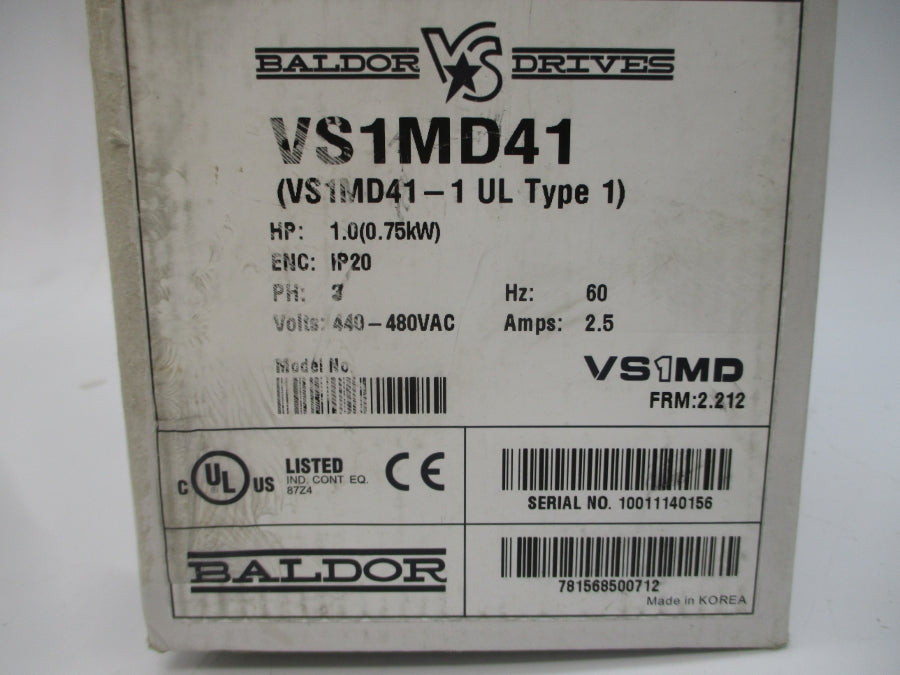 BALDOR VS DRIVES
VS1MD41
(VS1MD41-1 UL Type 1)
HP: 1.0(0.75kW)
ENC: IP20
PH: 3 Hz: 60
Volts: 440-480VAC Amps: 2.5
Model No.
VS1MD
FRM:2.212
C UL US LISTED
IND. CONT. EQ.
87Z4
CE
SERIAL NO. 10011140156
BALDOR
781568500712
Made in KOREA